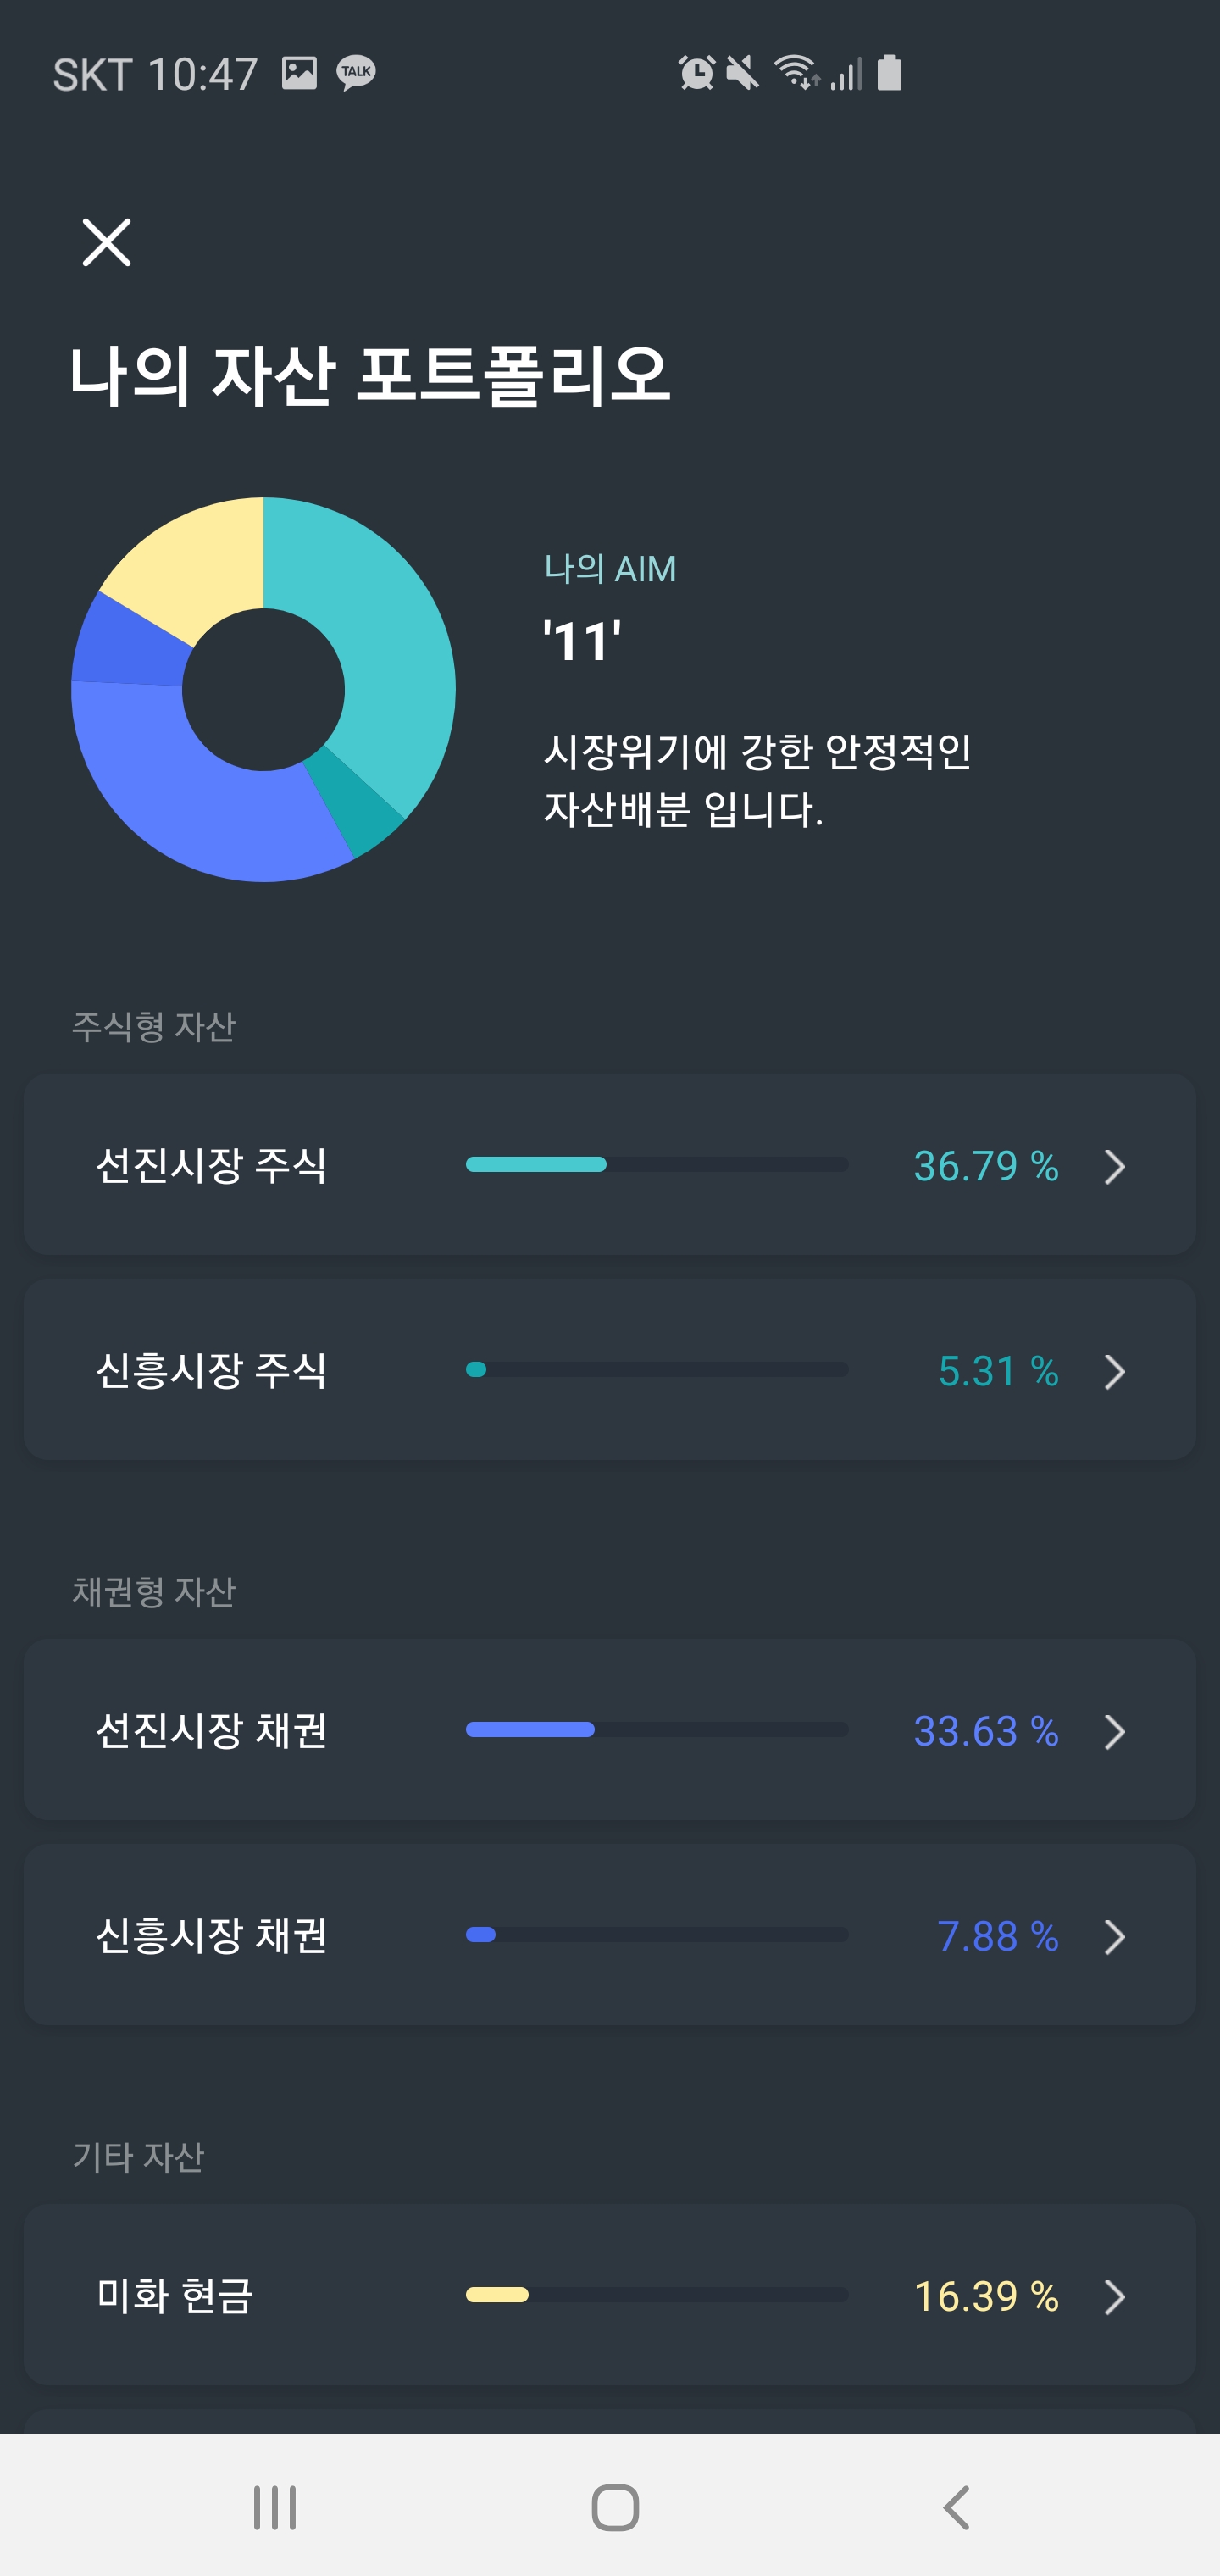 SKT 10:47
TALK
나의 자산 포트폴리오
나의 AIM
'11'
시장위기에 강한 안정적인
자산배분 입니다.
주식형 자산
선진시장 주식 36.79 %
신흥시장 주식 5.31 %
채권형 자산
선진시장 채권 33.63 %
신흥시장 채권 7.88 %
기타 자산
미화 현금 16.39 %